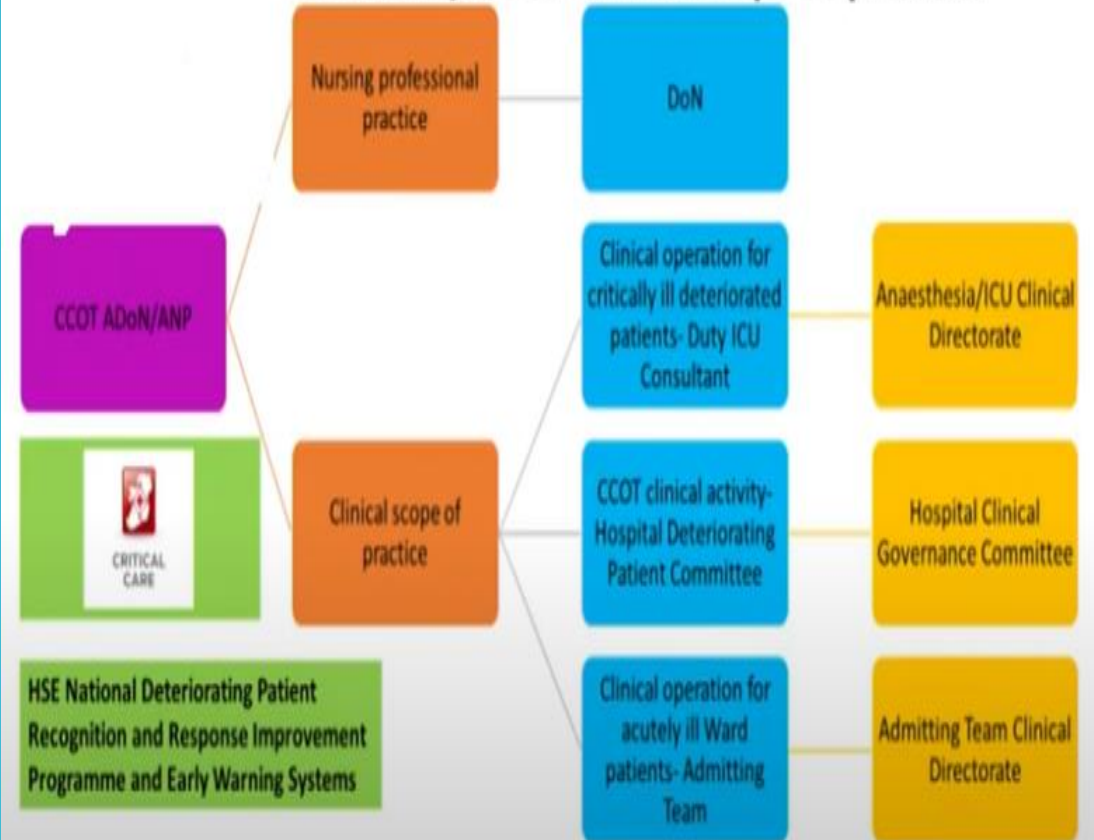 Nursing professional
practice
DoN
CCOT ADoN/ANP
Clinical scope of
practice
Clinical operation for
critically ill deteriorated
patients- Duty ICU
Consultant
Anaesthesia/ICU Clinical
Directorate
CCOT clinical activity-
Hospital Deteriorating
Patient Committee
Hospital Clinical
Governance Committee
Clinical operation for
acutely ill Ward
patients- Admitting
Team
Admitting Team Clinical
Directorate
CRITICAL
CARE
HSE National Deteriorating Patient
Recognition and Response Improvement
Programme and Early Warning Systems